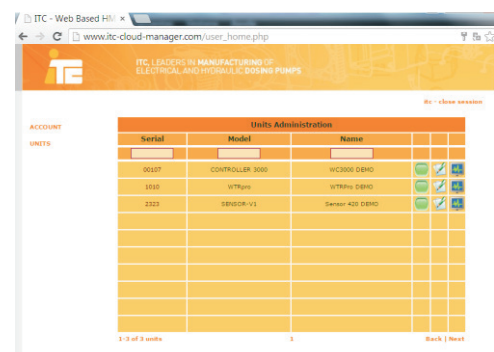 ITC - Web Based HM
www.itc-cloud-manager.com/user_home.php
ITC
ITC, LEADERS IN MANUFACTURING OF
ELECTRICAL AND HYDRAULIC DOSING PUMPS
itc - close session
ACCOUNT
UNITS
Units Administration
Serial Model Name
00107 CONTROLLER 3000 WC3000 DEMO
1010 WTRpro WTRPro DEMO
2323 SENSOR-V1 Sensor 420 DEMO
1-3 of 3 units 1 Back | Next